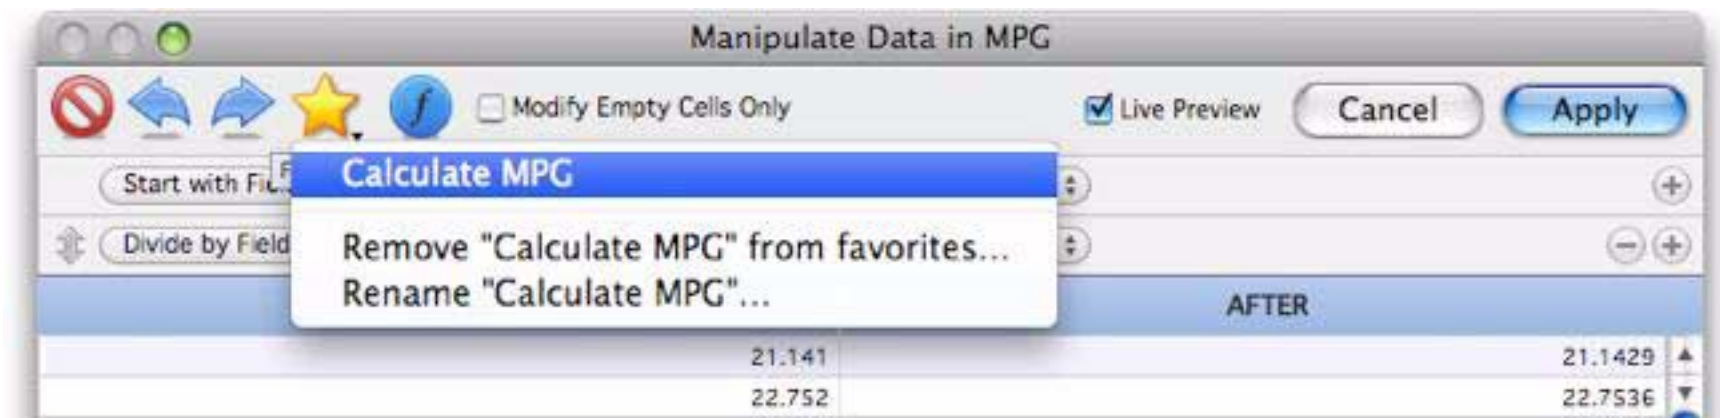 Manipulate Data in MPG
f Modify Empty Cells Only Live Preview Cancel Apply
Start with
Calculate MPG
Divide by Field
Remove "Calculate MPG" from favorites...
Rename "Calculate MPG"...
AFTER
21.141 21.1429
22.752 22.7536